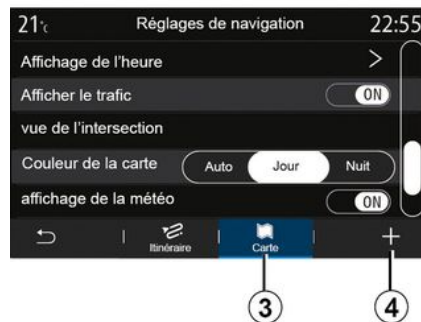 21°c Réglages de navigation 22:55
Affichage de l'heure >
Afficher le trafic ON
vue de l'intersection
Couleur de la carte Auto Jour Nuit
affichage de la météo ON
Itinéraire Carte +
3 4